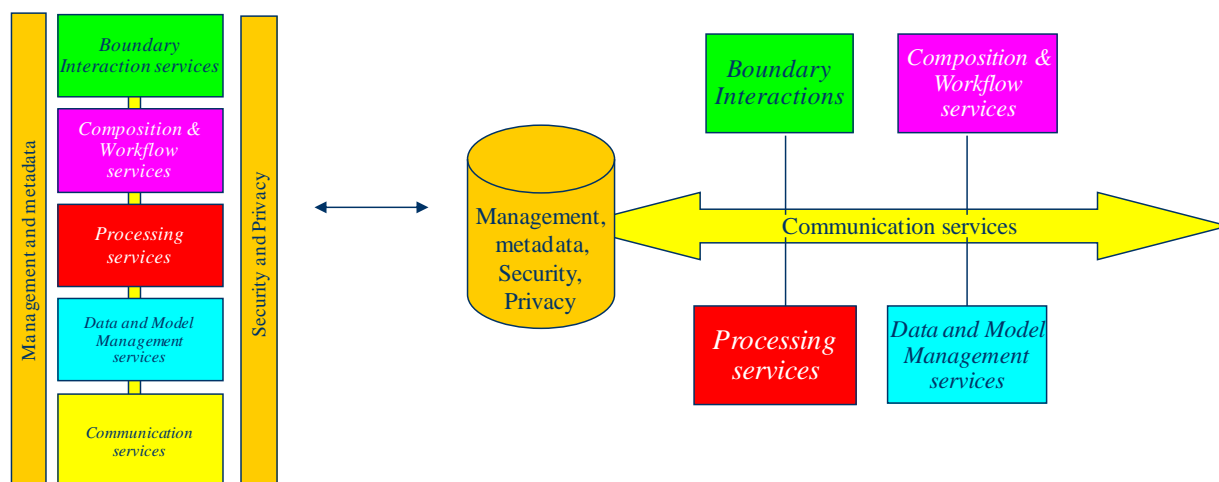 Management and metadata
Boundary
Interaction services
Composition &
Workflow
services
Processing
services
Data and Model
Management
services
Communication
services
Security and Privacy
Management,
metadata,
Security,
Privacy
Boundary
Interactions
Composition &
Workflow
services
Communication services
Processing
services
Data and Model
Management
services